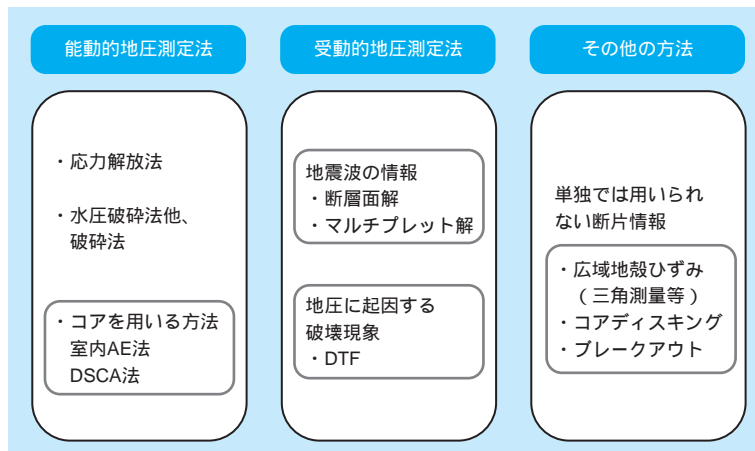 能動的地圧測定法
・応力解放法
・水圧破砕法他、
破砕法
・コアを用いる方法
室内AE法
DSCA法
受動的地圧測定法
地震波の情報
・断層面解
・マルチプレット解
地圧に起因する
破壊現象
・DTF
その他の方法
単独では用いられ
ない断片情報
・広域地殻ひずみ
（三角測量等）
・コアディスキング
・ブレークアウト